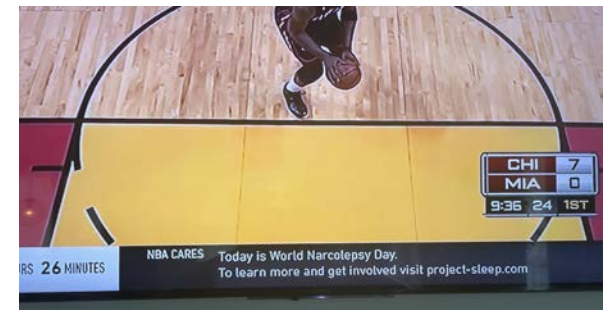 CHI 7
MIA 0
9:36 24 1ST
RS 26 MINUTES
NBA CARES
Today is World Narcolepsy Day.
To learn more and get involved visit project-sleep.com